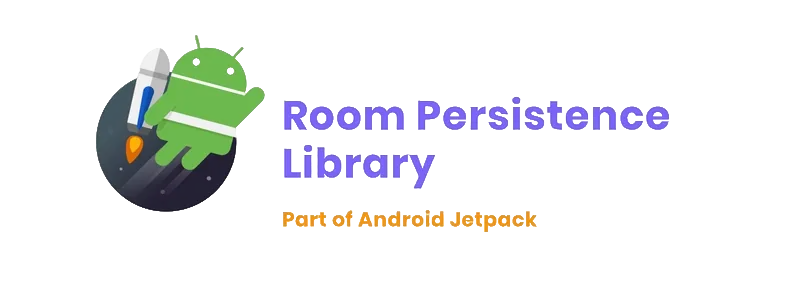 Room Persistence
Library
Part of Android Jetpack